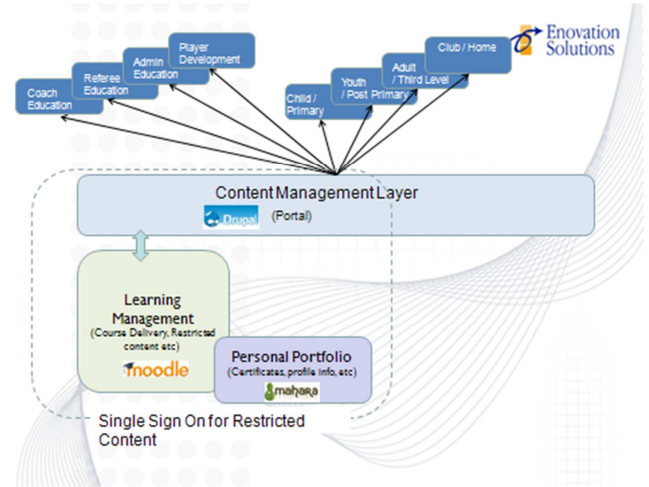 Enovation
Solutions
Coach
Education
Referee
Education
Admin
Education
Player
Development
Child /
Primary
Youth
/ Post Primary
Adult
/ Third Level
Club / Home
Content Management Layer
Drupal
(Portal)
Learning
Management
(Course Delivery, Restricted
content etc)
moodle
Personal Portfolio
(Certificates, profile info, etc)
mahara
Single Sign On for Restricted
Content